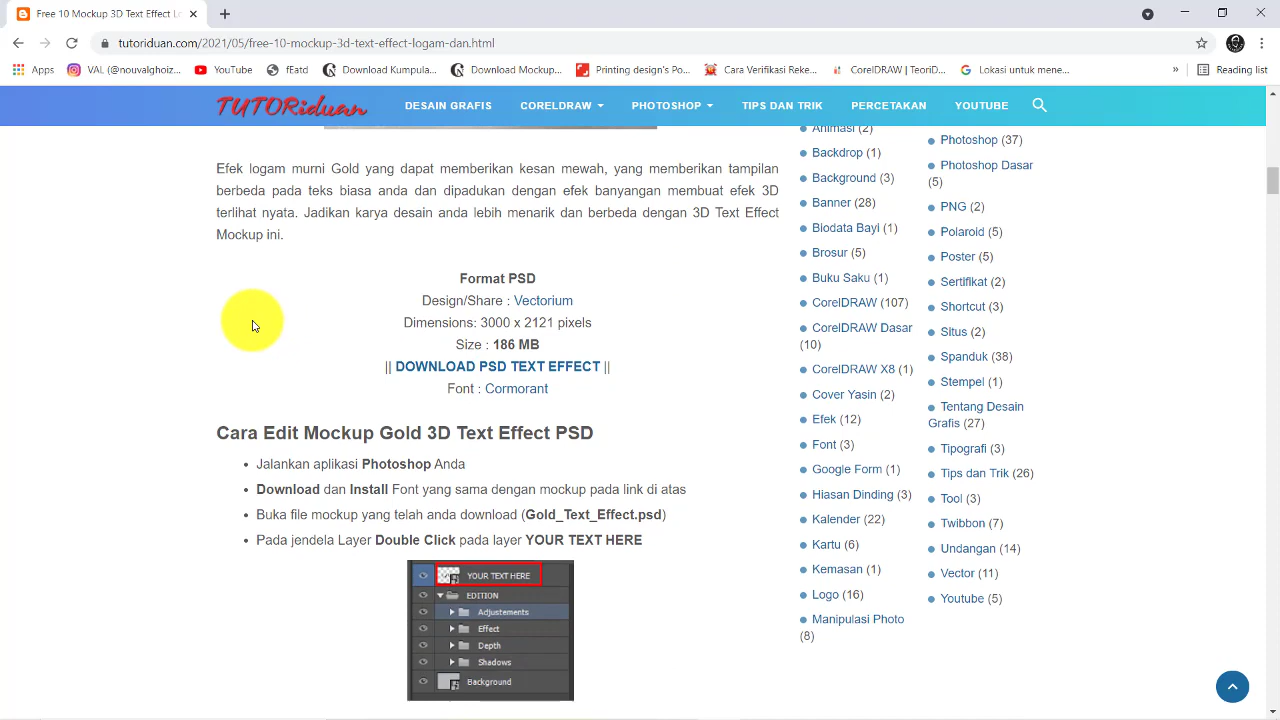 Free 10 Mockup 3D Text Effect L
tutoriduan.com/2021/05/free-10-mockup-3d-text-effect-logam-dan.html
Apps
VAL (@nouvalghoiz...
YouTube
fEatd
Download Kumpula...
Download Mockup...
Printing design's Po...
Cara Verifikasi Reke...
CorelDRAW | TeoriD...
Lokasi untuk mene...
»
Reading list
TUTORiduan
DESAIN GRAFIS
CORELDRAW
PHOTOSHOP
TIPS DAN TRIK
PERCETAKAN
YOUTUBE
Efek logam murni Gold yang dapat memberikan kesan mewah, yang memberikan tampilan
berbeda pada teks biasa anda dan dipadukan dengan efek banyangan membuat efek 3D
terlihat nyata. Jadikan karya desain anda lebih menarik dan berbeda dengan 3D Text Effect
Mockup ini.
Format PSD
Design/Share : Vectorium
Dimensions: 3000 x 2121 pixels
Size : 186 MB
|| DOWNLOAD PSD TEXT EFFECT ||
Font : Cormorant
Cara Edit Mockup Gold 3D Text Effect PSD
• Jalankan aplikasi Photoshop Anda
• Download dan Install Font yang sama dengan mockup pada link di atas
• Buka file mockup yang telah anda download (Gold_Text_Effect.psd)
• Pada jendela Layer Double Click pada layer YOUR TEXT HERE
YOUR TEXT HERE
EDITION
Adjustements
Effect
Depth
Shadows
Background
Animasi (2)
Backdrop (1)
Background (3)
Banner (28)
Biodata Bayi (1)
Brosur (5)
Buku Saku (1)
CorelDRAW (107)
CorelDRAW Dasar
(10)
CorelDRAW X8 (1)
Cover Yasin (2)
Efek (12)
Font (3)
Google Form (1)
Hiasan Dinding (3)
Kalender (22)
Kartu (6)
Kemasan (1)
Logo (16)
Manipulasi Photo
(8)
Photoshop (37)
Photoshop Dasar
(5)
PNG (2)
Polaroid (5)
Poster (5)
Sertifikat (2)
Shortcut (3)
Situs (2)
Spanduk (38)
Stempel (1)
Tentang Desain
Grafis (27)
Tipografi (3)
Tips dan Trik (26)
Tool (3)
Twibbon (7)
Undangan (14)
Vector (11)
Youtube (5)